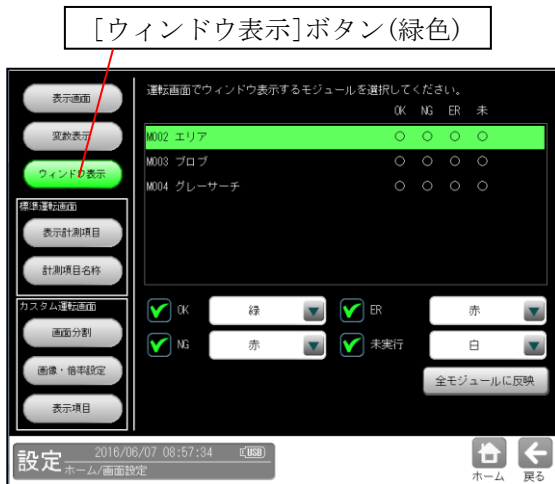 [ウィンドウ表示]ボタン(緑色)
表示画面
変数表示
ウィンドウ表示
標準運転画面
表示計測項目
計測項目名称
カスタム運転画面
画面分割
画像・倍率設定
表示項目
運転画面でウィンドウ表示するモジュールを選択してください。
OK NG ER 未
M002 エリア ○ ○ ○ ○
M003 ブロブ ○ ○ ○ ○
M004 グレーサーチ ○ ○ ○ ○
OK 緑 ER 赤
NG 赤 未実行 白
全モジュールに反映
設定 2016/06/07 08:57:34 USB
ホーム/画面設定
ホーム 戻る